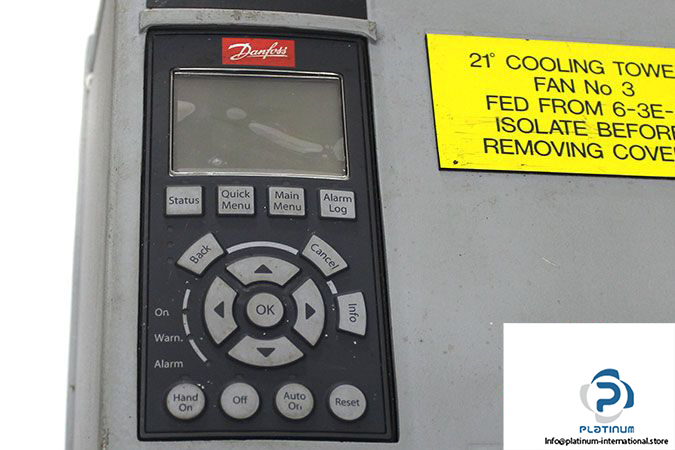 Danfoss
21° COOLING TOWE
FAN No 3
FED FROM 6-3E-
ISOLATE BEFORE
REMOVING COVE
Status
Quick
Menu
Main
Menu
Alarm
Log
Back
Cancel
OK
Info
On
Warn.
Alarm
Hand
On
Off
Auto
On
Reset
PLATINUM
Info@platinum-international.store